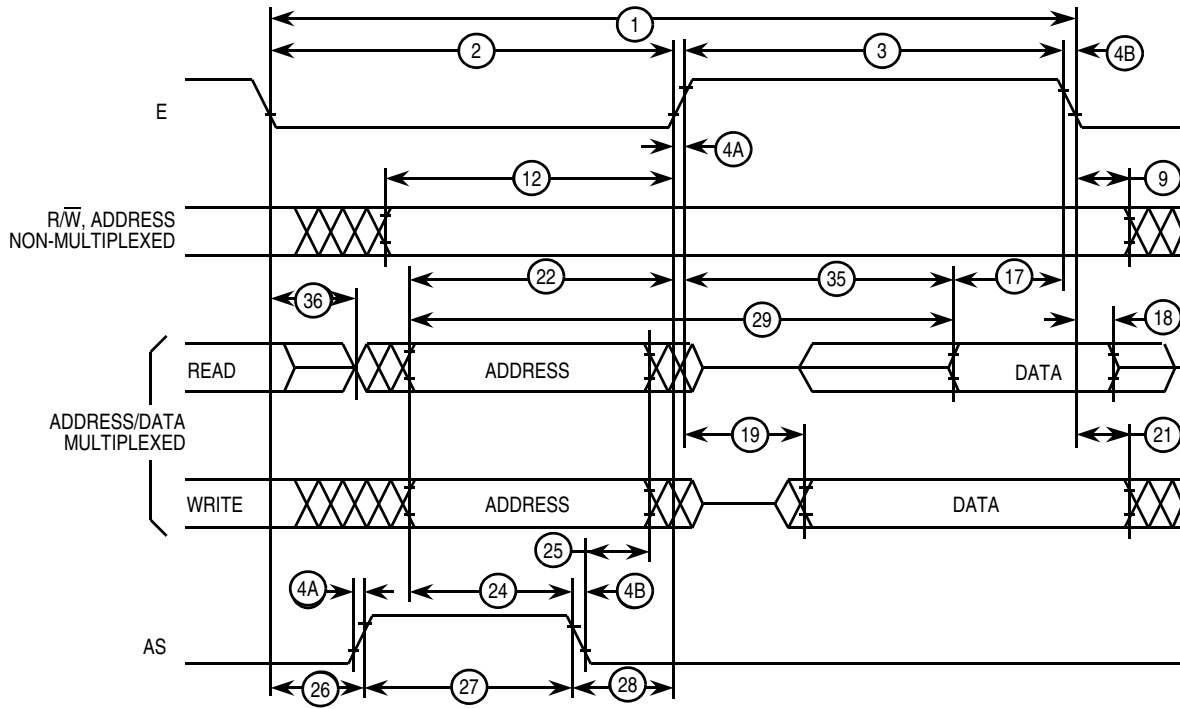 1
2
3
4B
E
4A
12
9
R/W̅, ADDRESS
NON-MULTIPLEXED
22
35
17
36
29
18
READ
ADDRESS
DATA
ADDRESS/DATA
MULTIPLEXED
19
21
WRITE
ADDRESS
DATA
25
4A
24
4B
AS
26
27
28